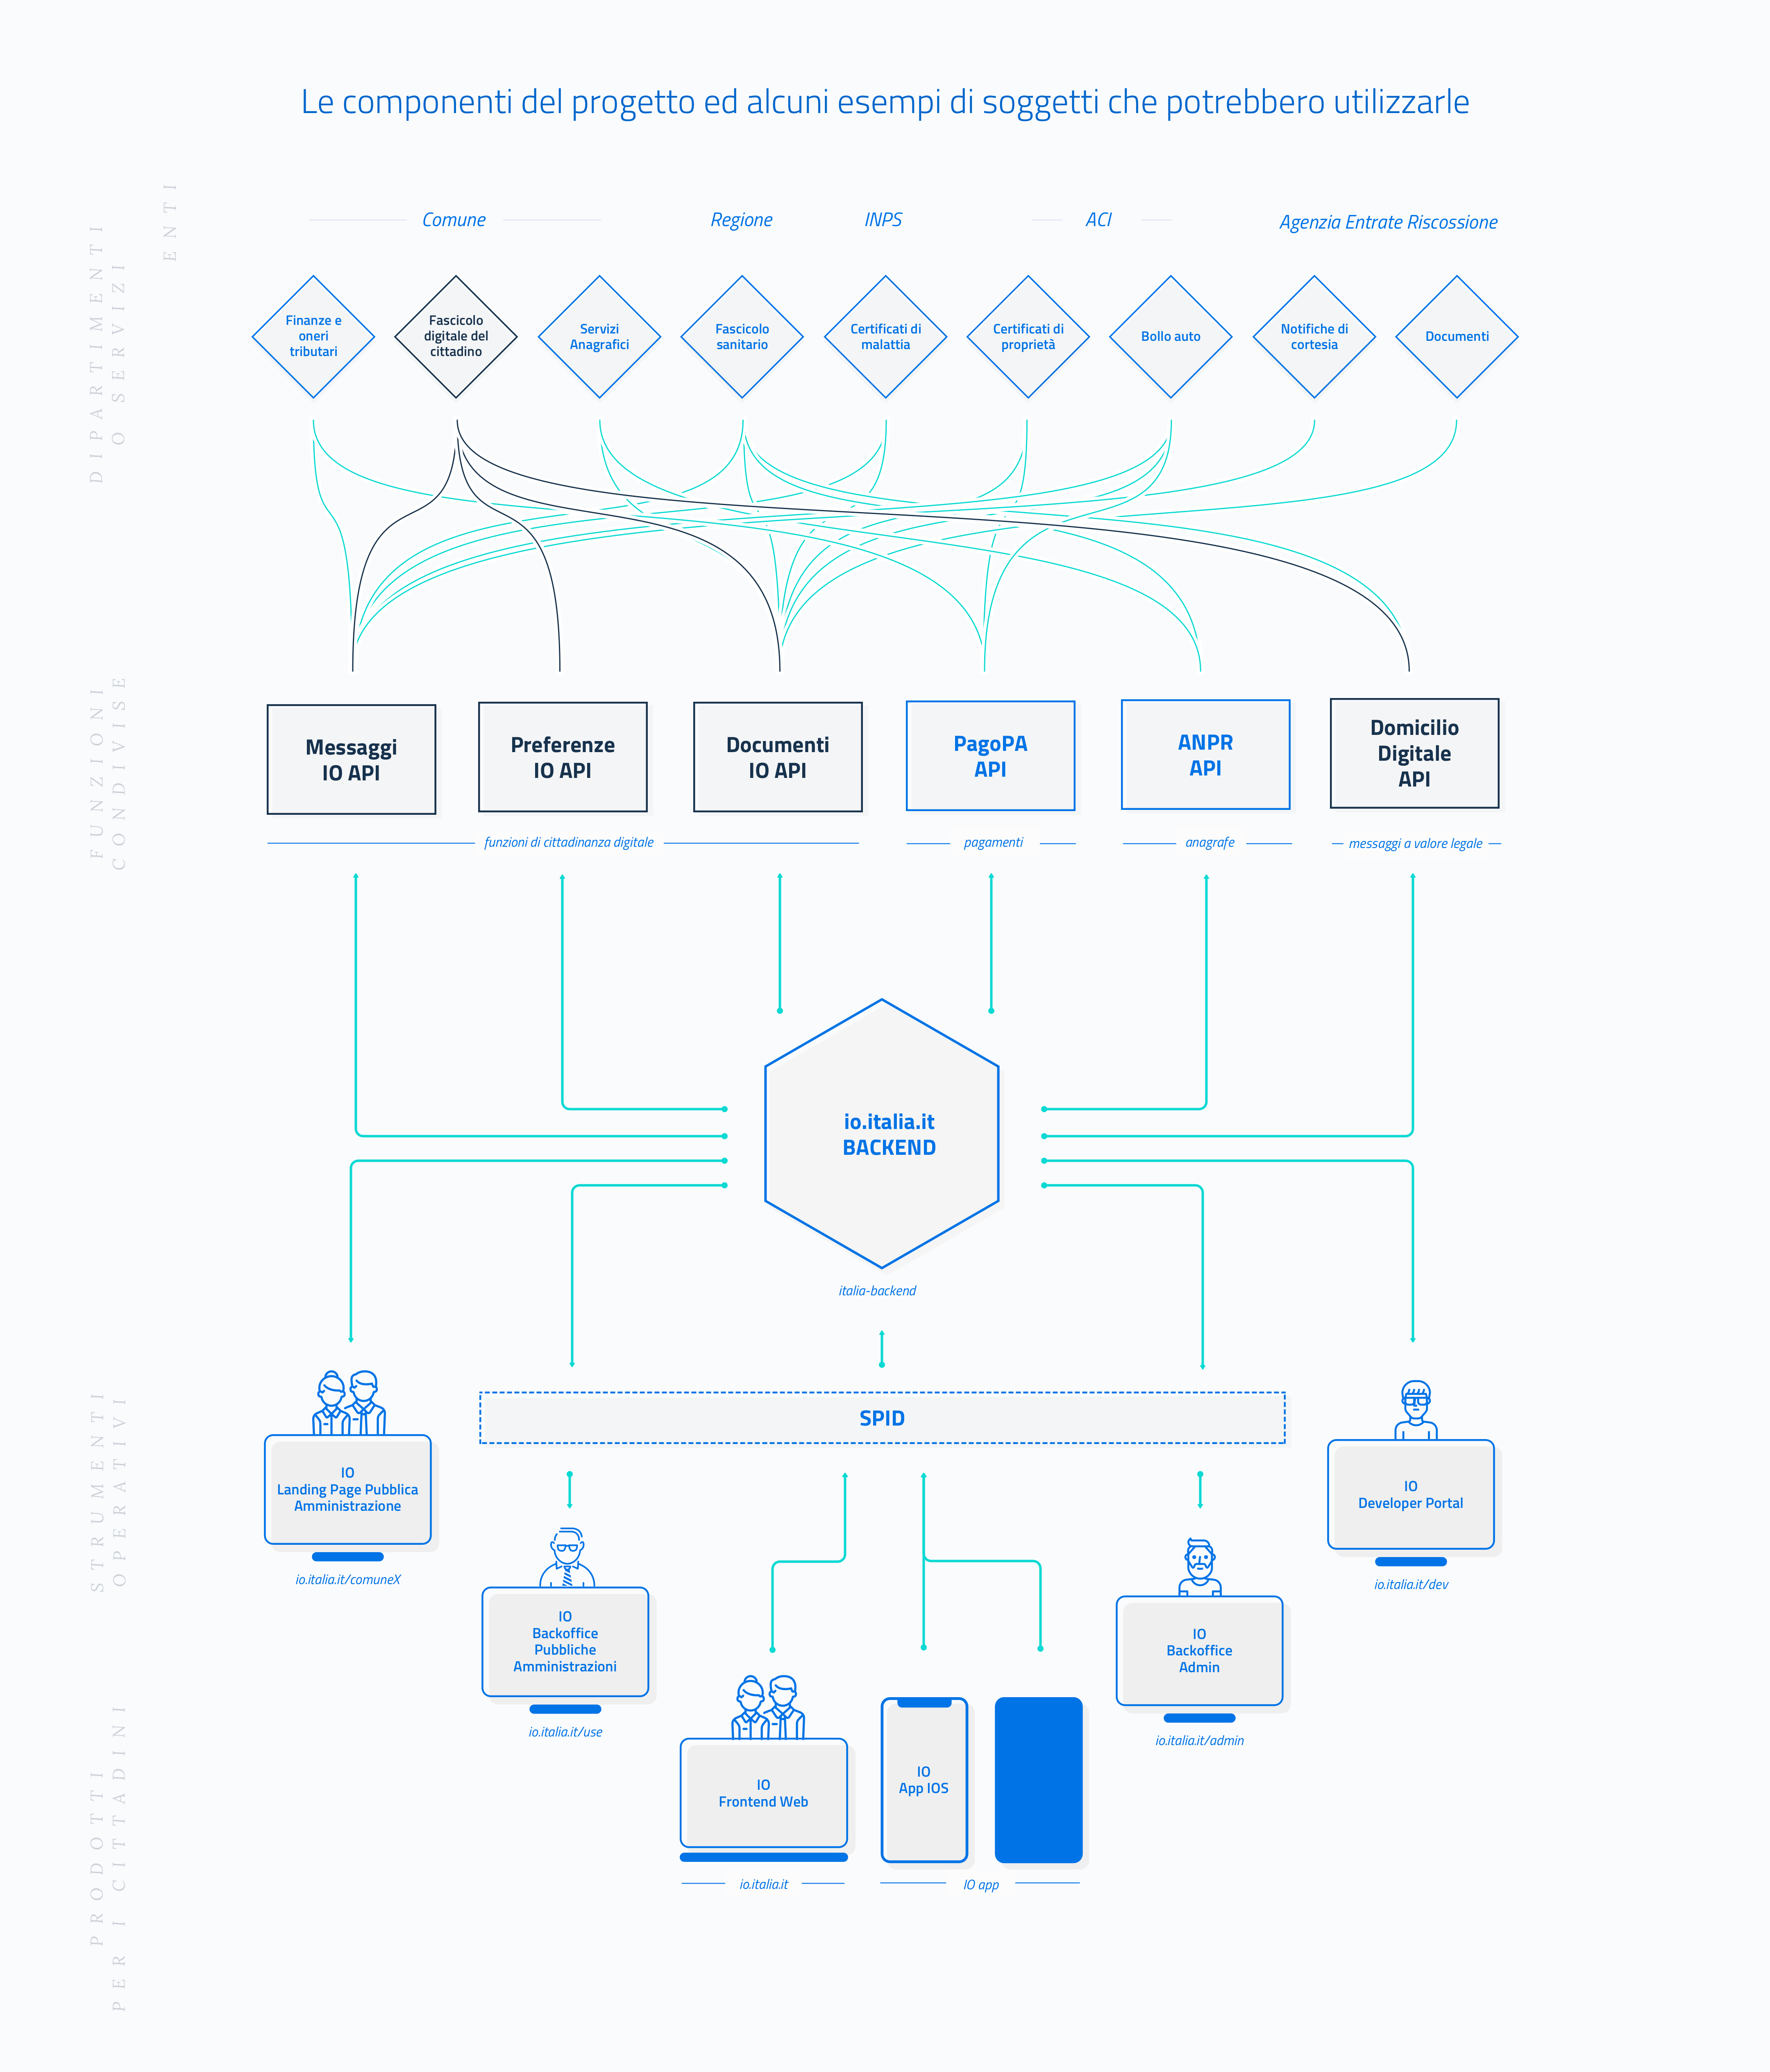 Le componenti del progetto ed alcuni esempi di soggetti che potrebbero utilizzarle
ENTI
Comune
Regione
INPS
ACI
Agenzia Entrate Riscossione
DIPARTIMENTI
O SERVIZI
Finanze e
oneri
tributari
Fascicolo
digitale del
cittadino
Servizi
Anagrafici
Fascicolo
sanitario
Certificati di
malattia
Certificati di
proprietà
Bollo auto
Notifiche di
cortesia
Documenti
FUNZIONI
CONDIVISE
Messaggi
IO API
Preferenze
IO API
Documenti
IO API
PagoPA
API
ANPR
API
Domicilio
Digitale
API
funzioni di cittadinanza digitale
pagamenti
anagrafe
messaggi a valore legale
io.italia.it
BACKEND
italia-backend
STRUMENTI
OPERATIVI
SPID
IO
Landing Page Pubblica
Amministrazione
io.italia.it/comuneX
IO
Developer Portal
io.italia.it/dev
IO
Backoffice
Pubbliche
Amministrazioni
io.italia.it/use
IO
Backoffice
Admin
io.italia.it/admin
PRODOTTI
PER I CITTADINI
IO
Frontend Web
io.italia.it
IO
App IOS
IO app